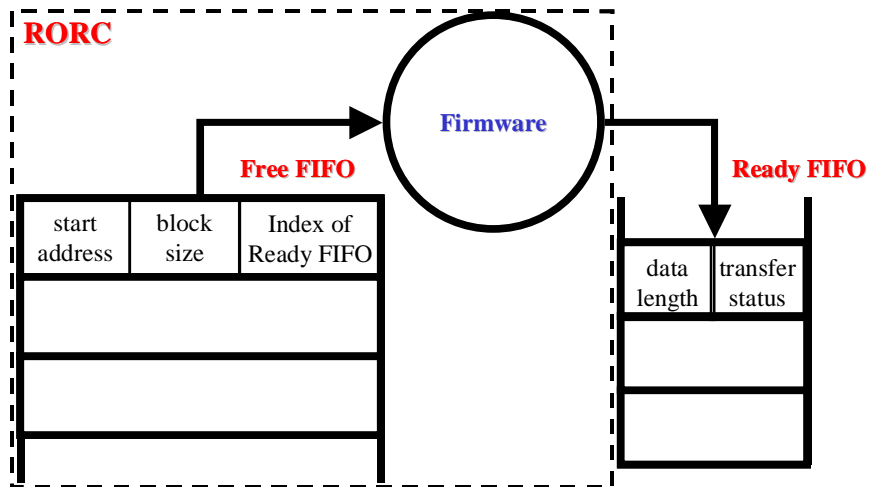 RORC
Firmware
Free FIFO
Ready FIFO
start
address
block
size
Index of
Ready FIFO
data
length
transfer
status